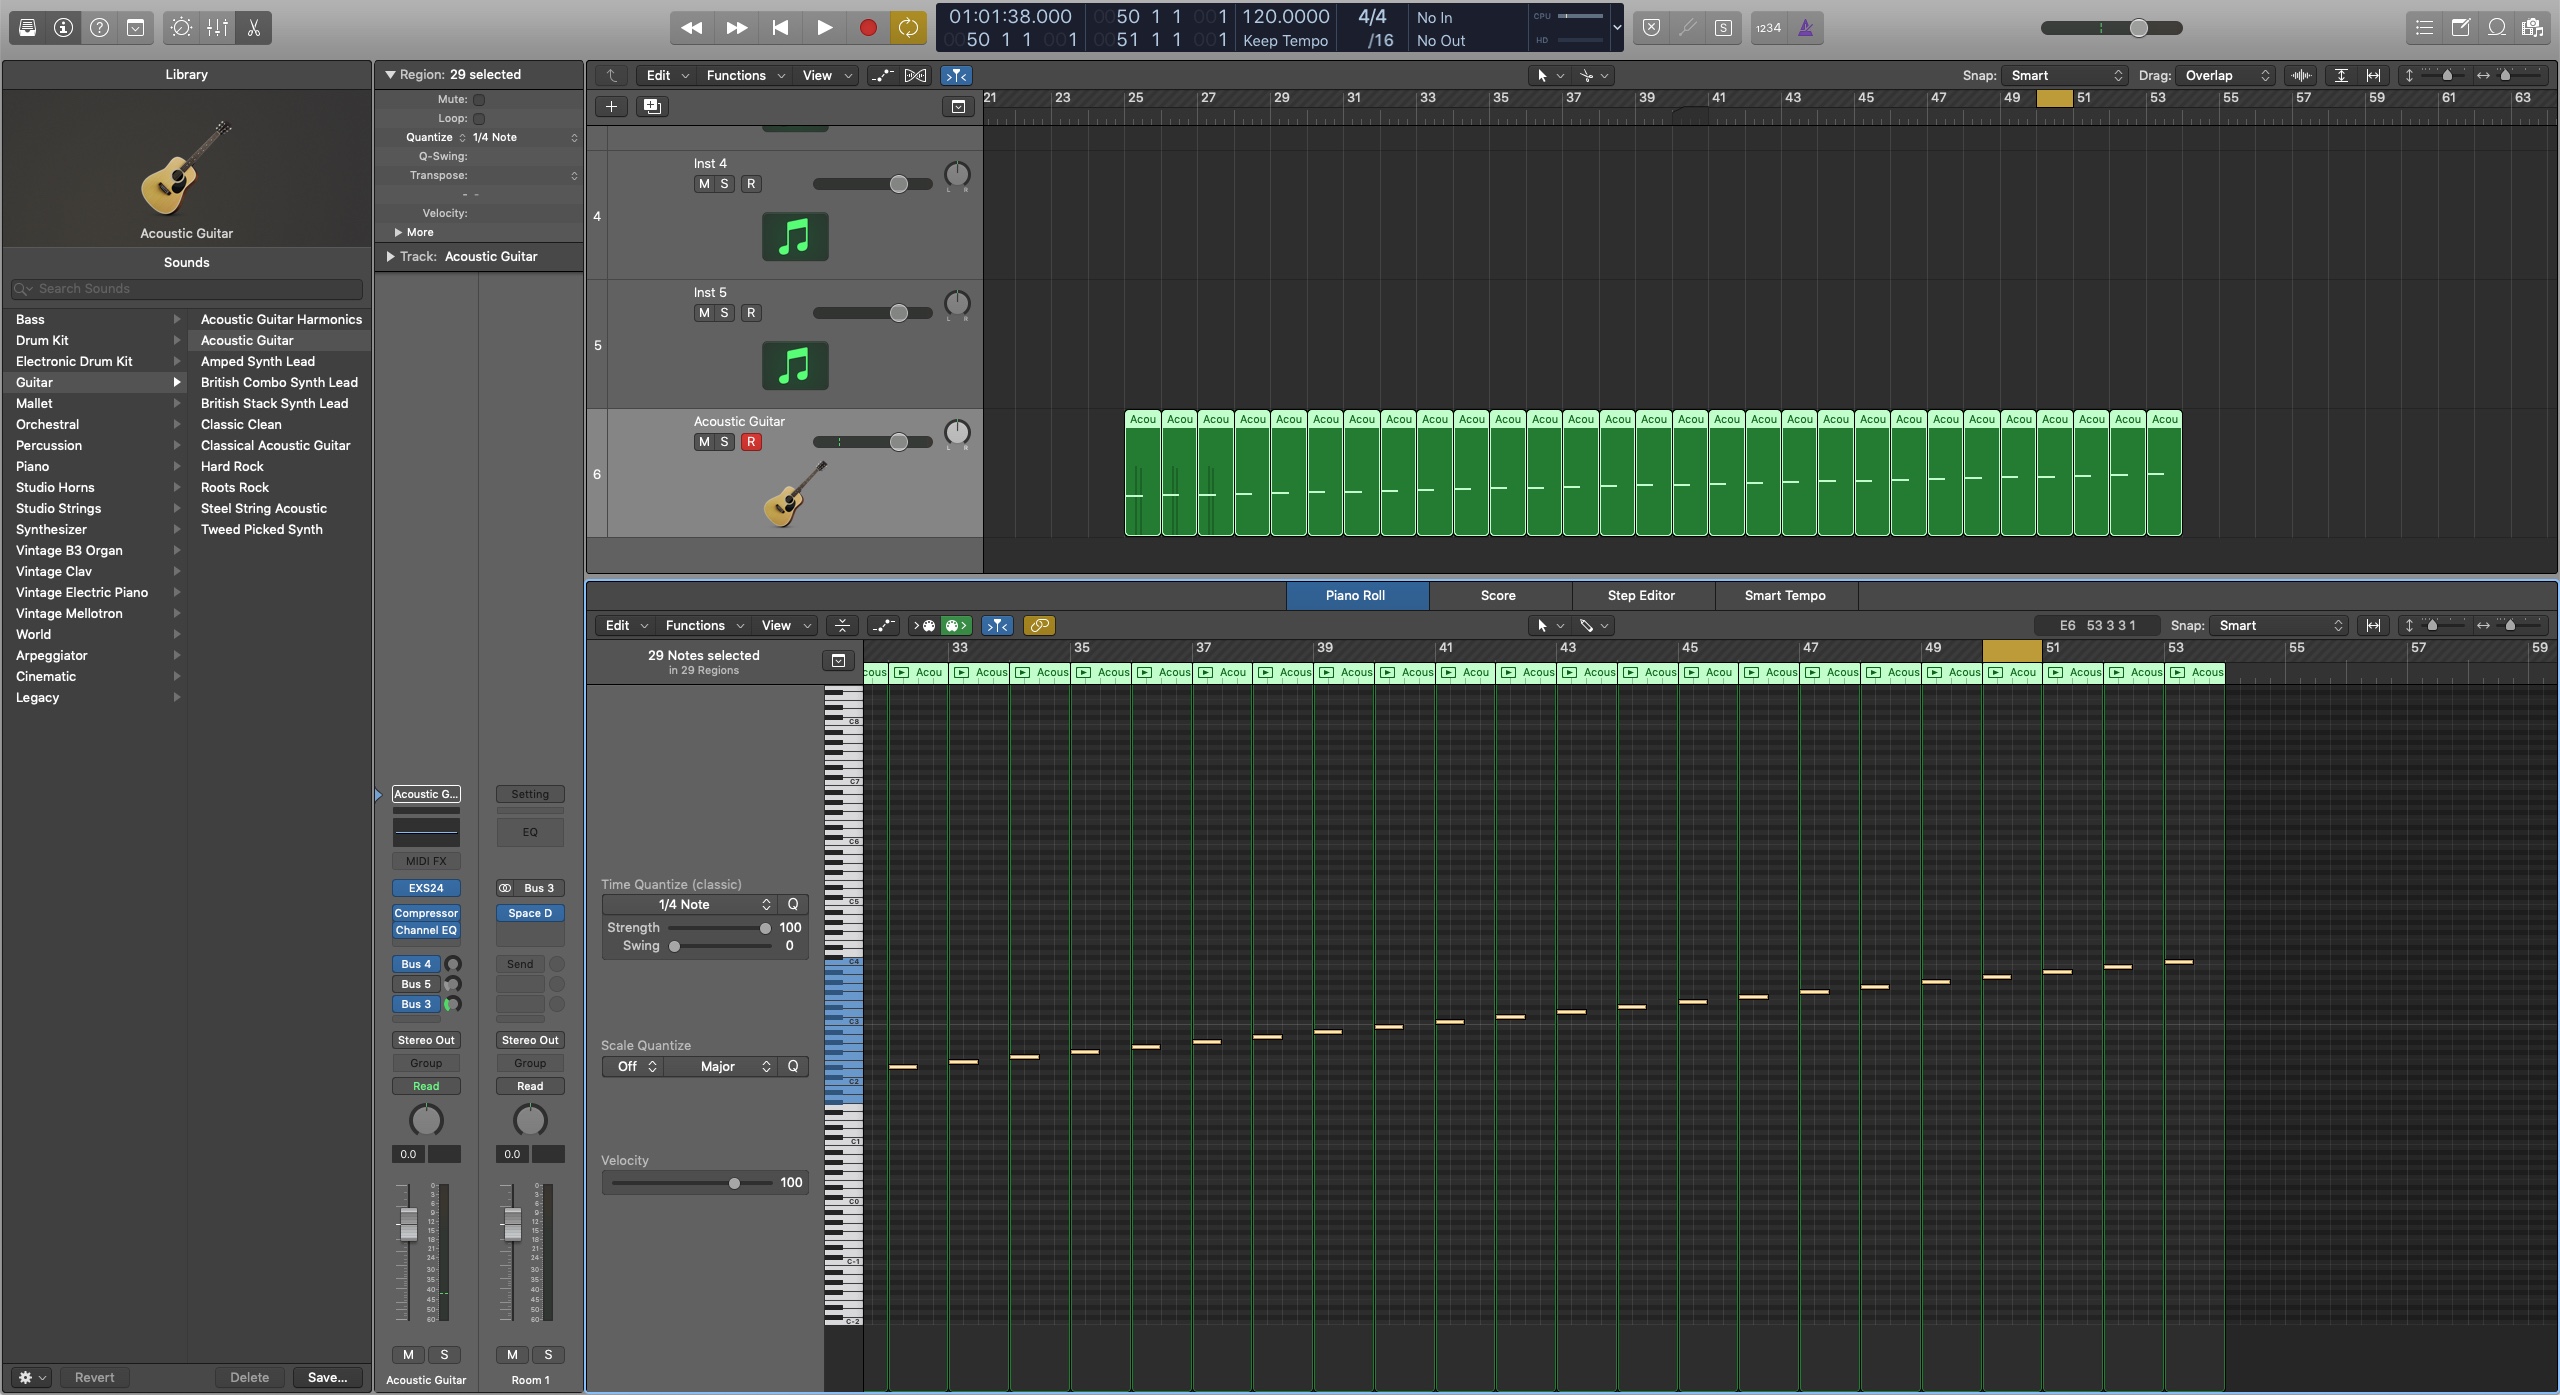 01:01:38.000
50 1 1 001
0050 1 1 001
0051 1 1 001
120.0000
Keep Tempo
4/4
/16
No In
No Out
CPU
HD
S
1234
Library
Acoustic Guitar
Sounds
Search Sounds
Bass
Drum Kit
Electronic Drum Kit
Guitar
Mallet
Orchestral
Percussion
Piano
Studio Horns
Studio Strings
Synthesizer
Vintage B3 Organ
Vintage Clav
Vintage Electric Piano
Vintage Mellotron
World
Arpeggiator
Cinematic
Legacy
Acoustic Guitar Harmonics
Acoustic Guitar
Amped Synth Lead
British Combo Synth Lead
British Stack Synth Lead
Classic Clean
Classical Acoustic Guitar
Hard Rock
Roots Rock
Steel String Acoustic
Tweed Picked Synth
Revert
Delete
Save...
Region: 29 selected
Mute:
Loop:
Quantize 1/4 Note
Q-Swing:
Transpose:
Velocity:
More
Track: Acoustic Guitar
Acoustic G...
MIDI FX
EXS24
Compressor
Channel EQ
Bus 4
Bus 5
Bus 3
Stereo Out
Group
Read
0.0
M S
Acoustic Guitar
Setting
EQ
Bus 3
Space D
Send
Stereo Out
Group
Read
0.0
M S
Room 1
Edit Functions View
Snap: Smart Drag: Overlap
21 23 25 27 29 31 33 35 37 39 41 43 45 47 49 51 53 55 57 59 61 63
4
Inst 4
M S R
L R
5
Inst 5
M S R
L R
6
Acoustic Guitar
M S R
L R
Acou Acou Acou Acou Acou Acou Acou Acou Acou Acou Acou Acou Acou Acou Acou Acou Acou Acou Acou Acou Acou Acou Acou Acou Acou Acou Acou Acou Acou
Piano Roll Score Step Editor Smart Tempo
Edit Functions View
E6 53 3 3 1 Snap: Smart
33 35 37 39 41 43 45 47 49 51 53 55 57 59
29 Notes selected
in 29 Regions
cous Acou Acous Acous Acous Acous Acou Acous Acous Acous Acou Acous Acous Acou Acous Acous Acous Acous Acou Acous Acous Acous
C8
C7
C6
C5
C4
C3
C2
C1
C0
C-1
C-2
Time Quantize (classic)
1/4 Note Q
Strength 100
Swing 0
Scale Quantize
Off Major Q
Velocity
100